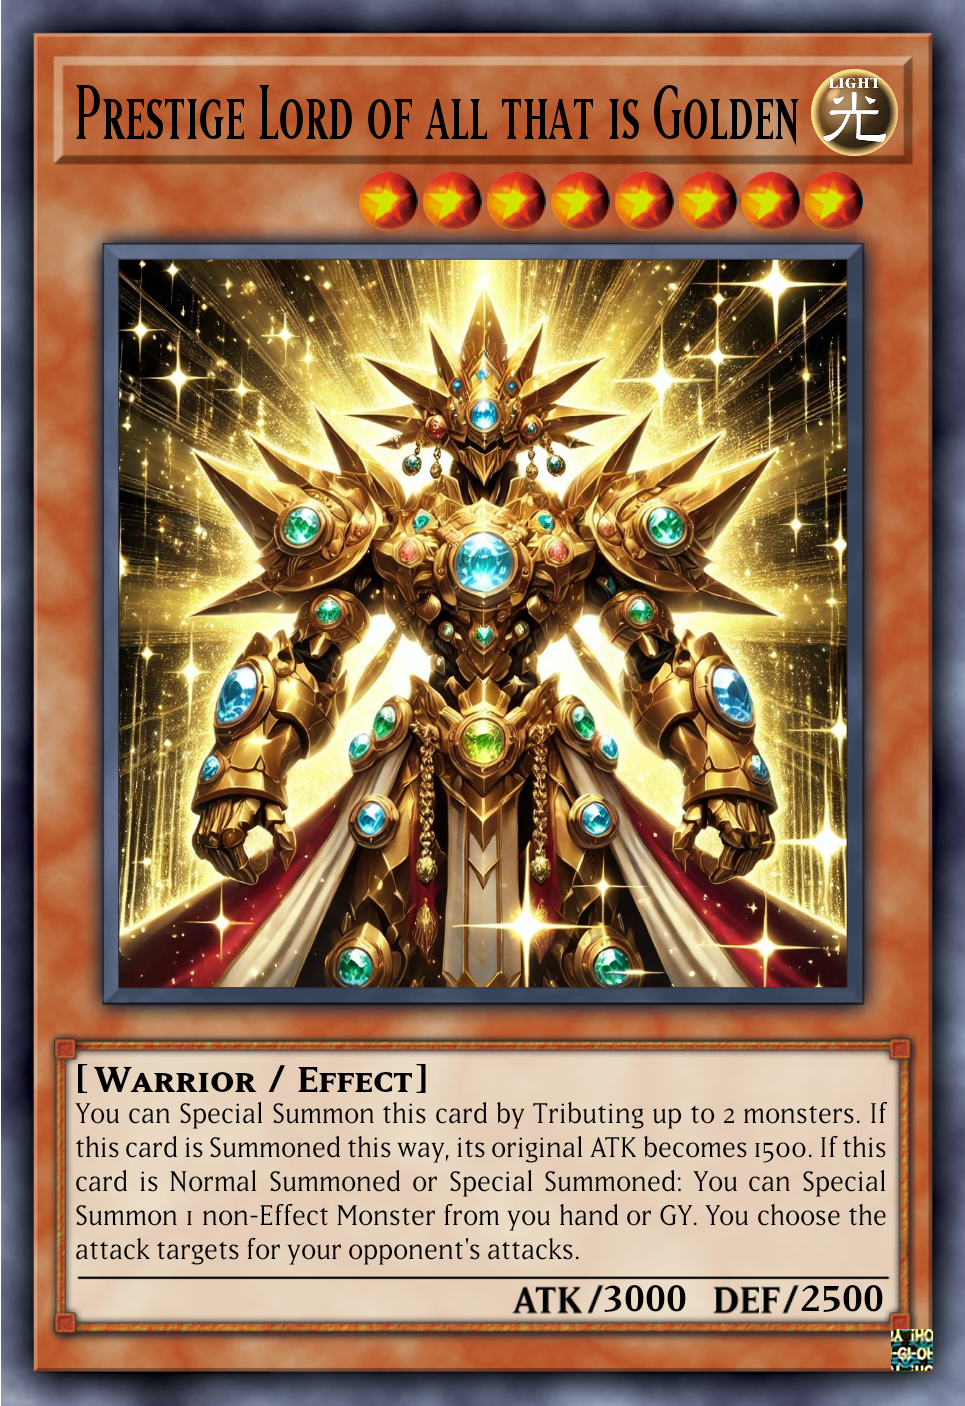 Prestige Lord of all that is Golden
LIGHT
光
[ Warrior / Effect ]
You can Special Summon this card by Tributing up to 2 monsters. If
this card is Summoned this way, its original ATK becomes 1500. If this
card is Normal Summoned or Special Summoned: You can Special
Summon 1 non-Effect Monster from you hand or GY. You choose the
attack targets for your opponent's attacks.
ATK/3000 DEF/2500